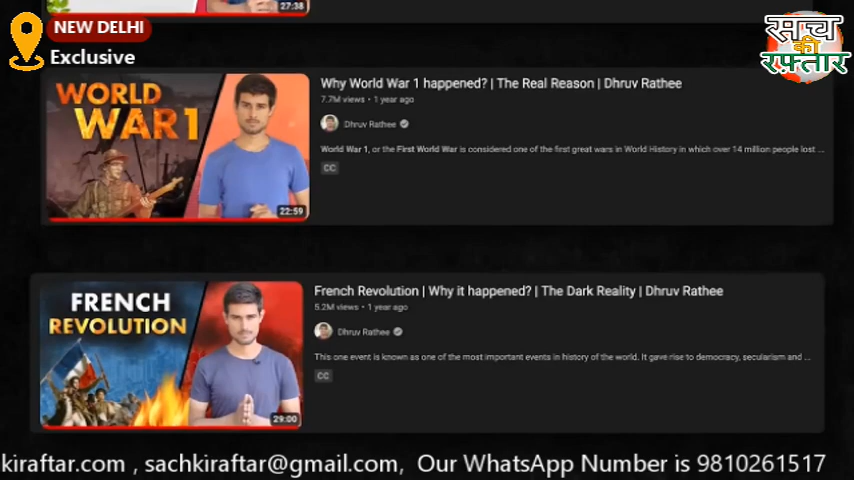 27:38
NEW DELHI
Exclusive
सच
की
रफ़्तार
WORLD
WAR 1
22:59
Why World War 1 happened? | The Real Reason | Dhruv Rathee
7.7M views • 1 year ago
Dhruv Rathee
World War 1, or the First World War is considered one of the first great wars in World History in which over 14 million people lost ...
CC
FRENCH
REVOLUTION
29:00
French Revolution | Why it happened? | The Dark Reality | Dhruv Rathee
5.2M views • 1 year ago
Dhruv Rathee
This one event is known as one of the most important events in history of the world. It gave rise to democracy, secularism and ...
CC
kiraftar.com , sachkiraftar@gmail.com, Our WhatsApp Number is 9810261517